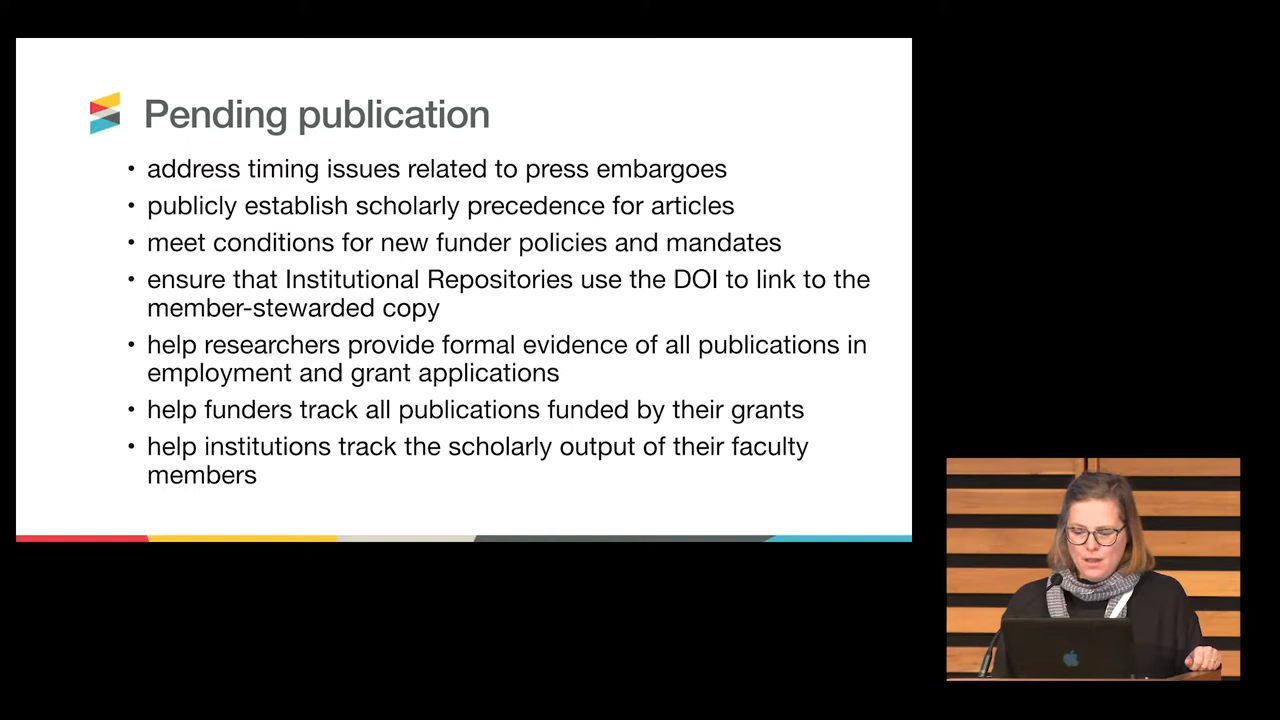 Pending publication
• address timing issues related to press embargoes
• publicly establish scholarly precedence for articles
• meet conditions for new funder policies and mandates
• ensure that Institutional Repositories use the DOI to link to the
member-stewarded copy
• help researchers provide formal evidence of all publications in
employment and grant applications
• help funders track all publications funded by their grants
• help institutions track the scholarly output of their faculty
members